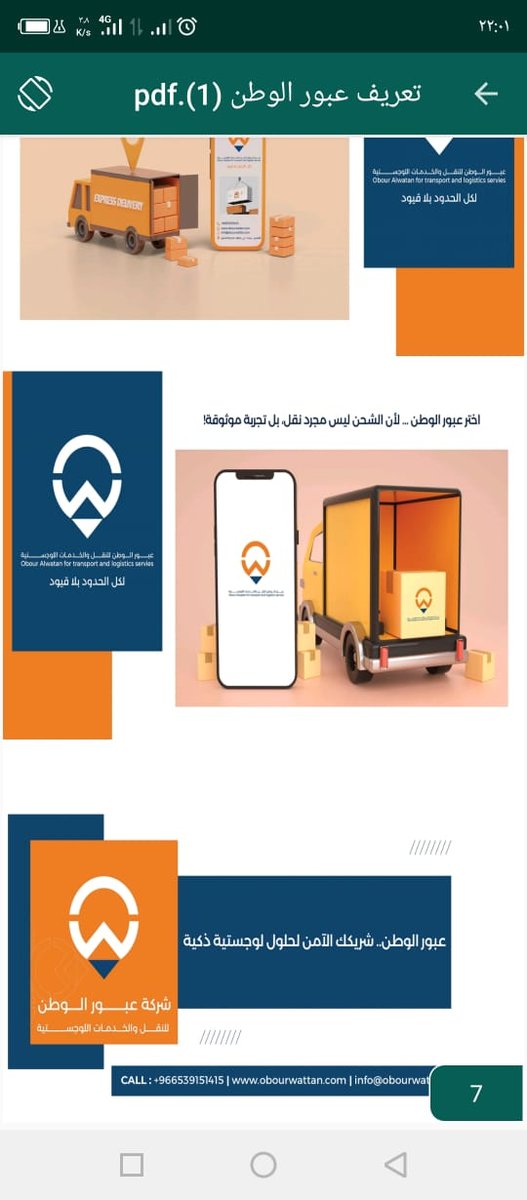 ٢٢:٠١
٢٫٨ K/s
4G
تعريف عبور الوطن (1).pdf
EXPRESS DELIVERY
عبور الوطن للنقل والخدمات اللوجستية
Obour Alwatan for transport and logistics servies
لكل الحدود بلا قيود
اختر عبور الوطن ... لأن الشحن ليس مجرد نقل، بل تجربة موثوقة!
عبور الوطن للنقل والخدمات اللوجستية
Obour Alwatan for transport and logistics servies
لكل الحدود بلا قيود
عبور الوطن.. شريكك الآمن لحلول لوجستية ذكية
شركة عبور الوطن
للنقل والخدمات اللوجستية
CALL : +966539151415 | www.obourwattan.com | info@obourwat
7